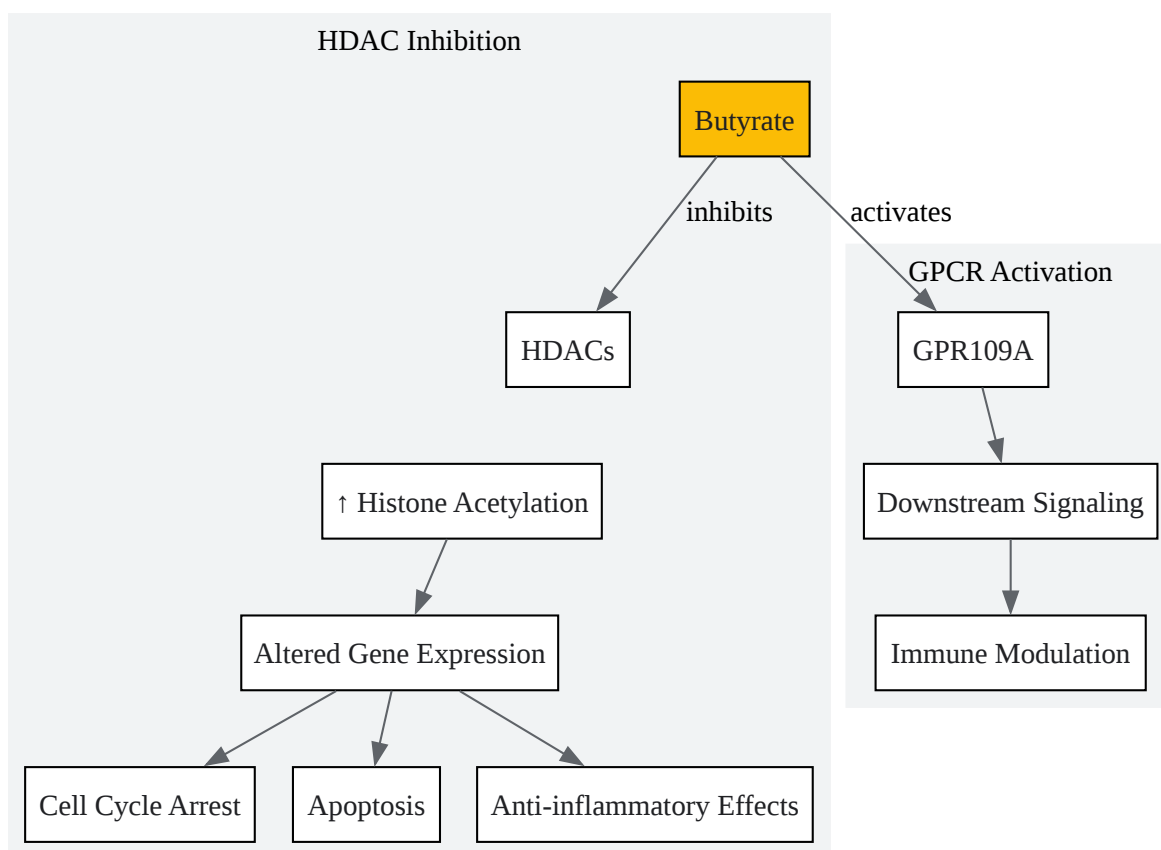 HDAC Inhibition
Butyrate
inhibits
activates
GPCR Activation
HDACs
GPR109A
↑ Histone Acetylation
Downstream Signaling
Altered Gene Expression
Immune Modulation
Cell Cycle Arrest
Apoptosis
Anti-inflammatory Effects